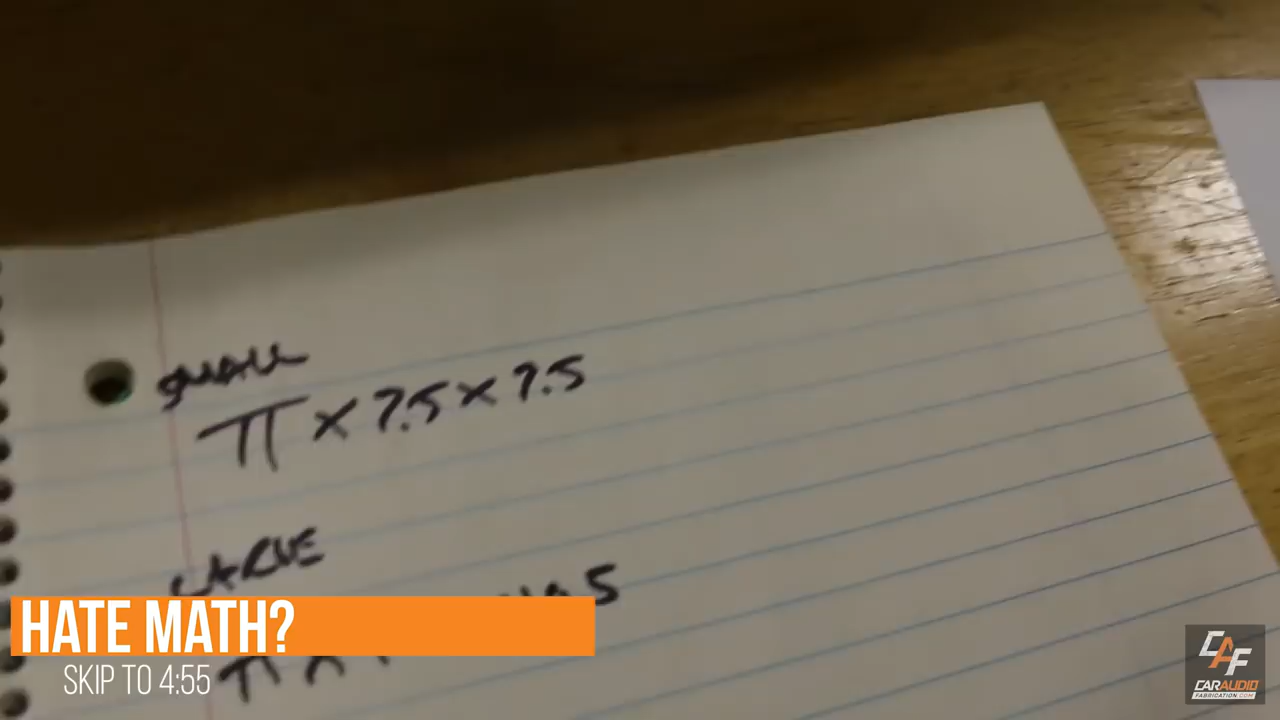 SMALL
π x 7.5 x 7.5
LARGE
π x
HATE MATH?
SKIP TO 4:55
CAF
CARAUDIO
FABRICATION.COM